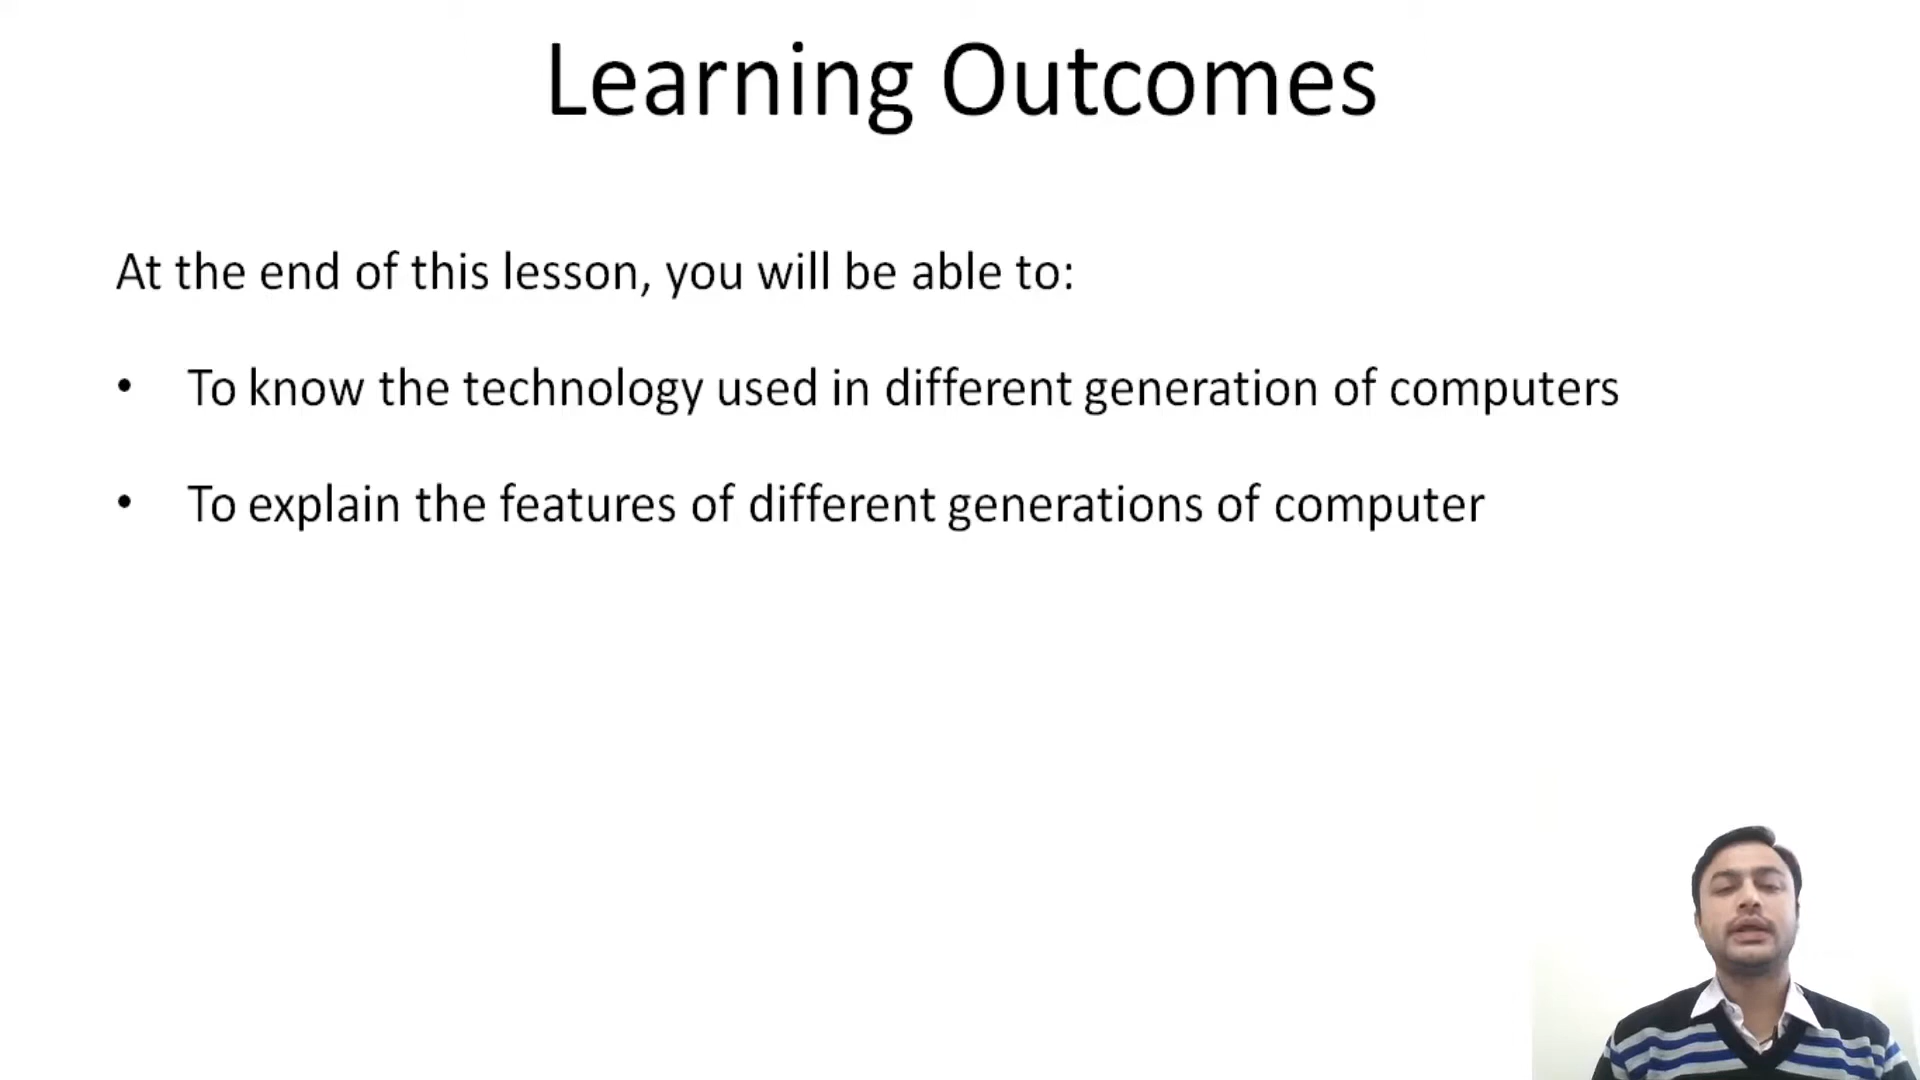 Learning Outcomes
At the end of this lesson, you will be able to:
• To know the technology used in different generation of computers
• To explain the features of different generations of computer